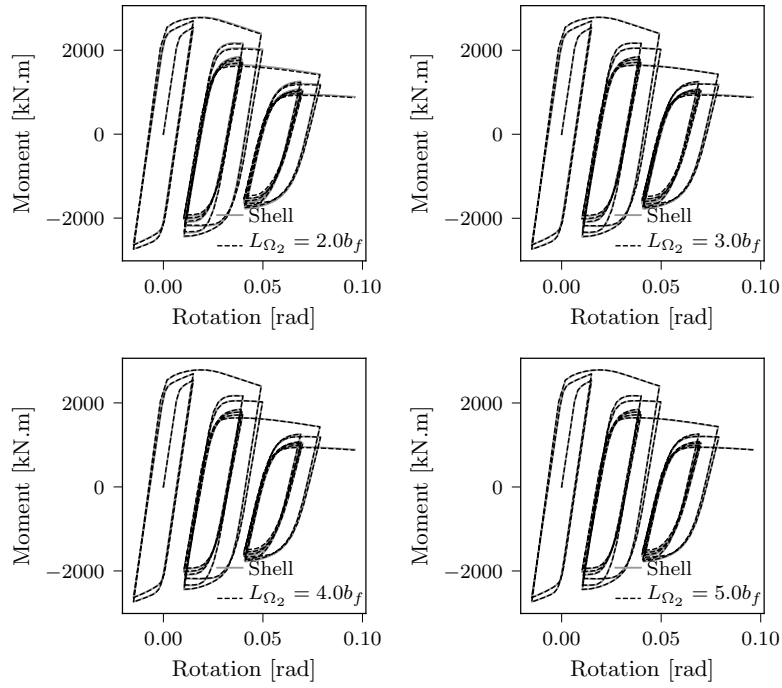 2000
0
−2000
Moment [kN.m]
0.00 0.05 0.10
Rotation [rad]
Shell
L_{Ω_2} = 2.0b_f
2000
0
−2000
Moment [kN.m]
0.00 0.05 0.10
Rotation [rad]
Shell
L_{Ω_2} = 3.0b_f
2000
0
−2000
Moment [kN.m]
0.00 0.05 0.10
Rotation [rad]
Shell
L_{Ω_2} = 4.0b_f
2000
0
−2000
Moment [kN.m]
0.00 0.05 0.10
Rotation [rad]
Shell
L_{Ω_2} = 5.0b_f